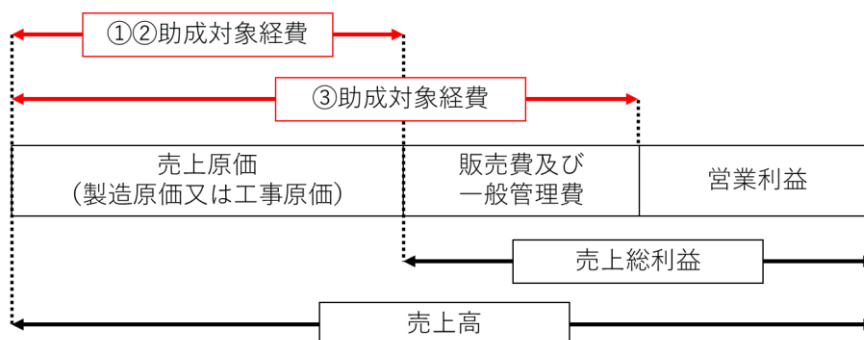 ①②助成対象経費
③助成対象経費
売上原価
（製造原価又は工事原価）
販売費及び
一般管理費
営業利益
売上総利益
売上高